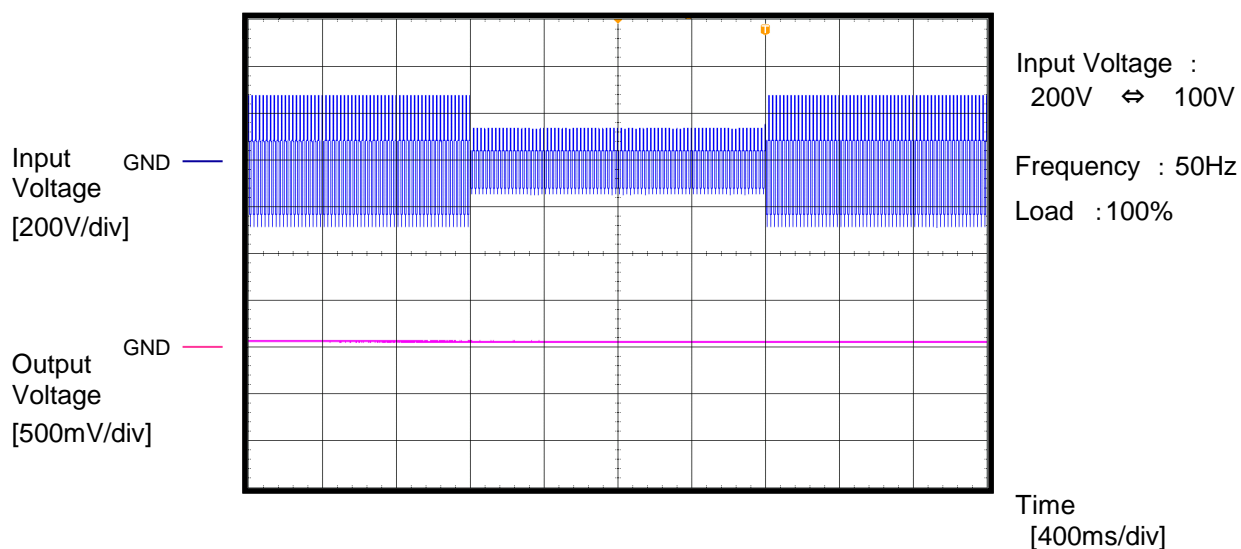 T
Input Voltage :
200V ⇔ 100V
Input
Voltage
[200V/div]
GND
Frequency : 50Hz
Load :100%
GND
Output
Voltage
[500mV/div]
Time
[400ms/div]